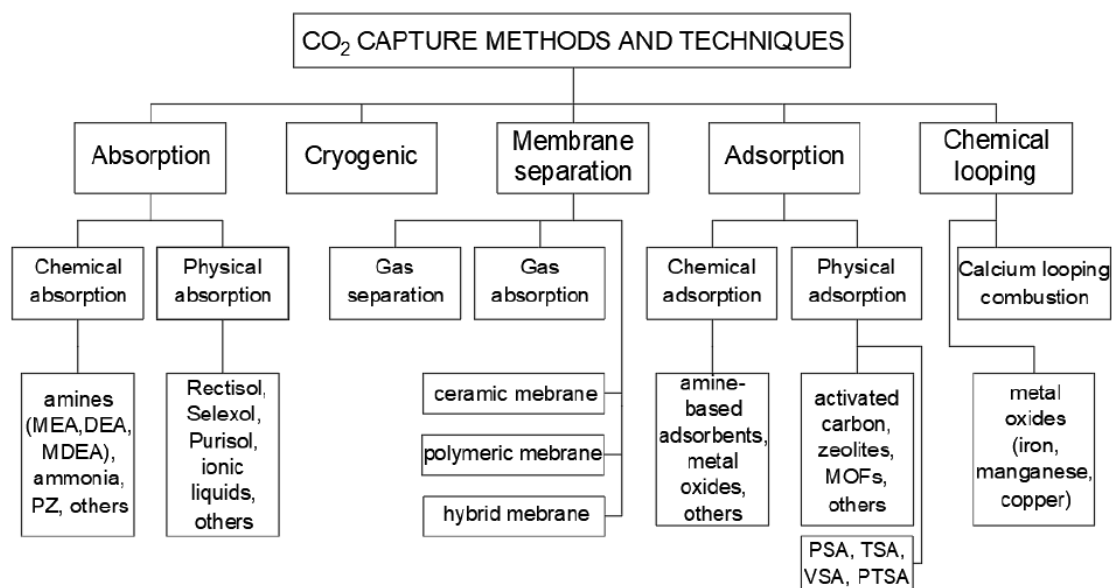 CO₂ CAPTURE METHODS AND TECHNIQUES
Absorption
Cryogenic
Membrane
separation
Adsorption
Chemical
looping
Chemical
absorption
Physical
absorption
Gas
separation
Gas
absorption
Chemical
adsorption
Physical
adsorption
Calcium looping
combustion
amines
(MEA,DEA,
MDEA),
ammonia,
PZ, others
Rectisol,
Selexol,
Purisol,
ionic
liquids,
others
ceramic mebrane
polymeric mebrane
hybrid mebrane
amine-
based
adsorbents,
metal
oxides,
others
activated
carbon,
zeolites,
MOFs,
others
PSA, TSA,
VSA, PTSA
metal
oxides
(iron,
manganese,
copper)